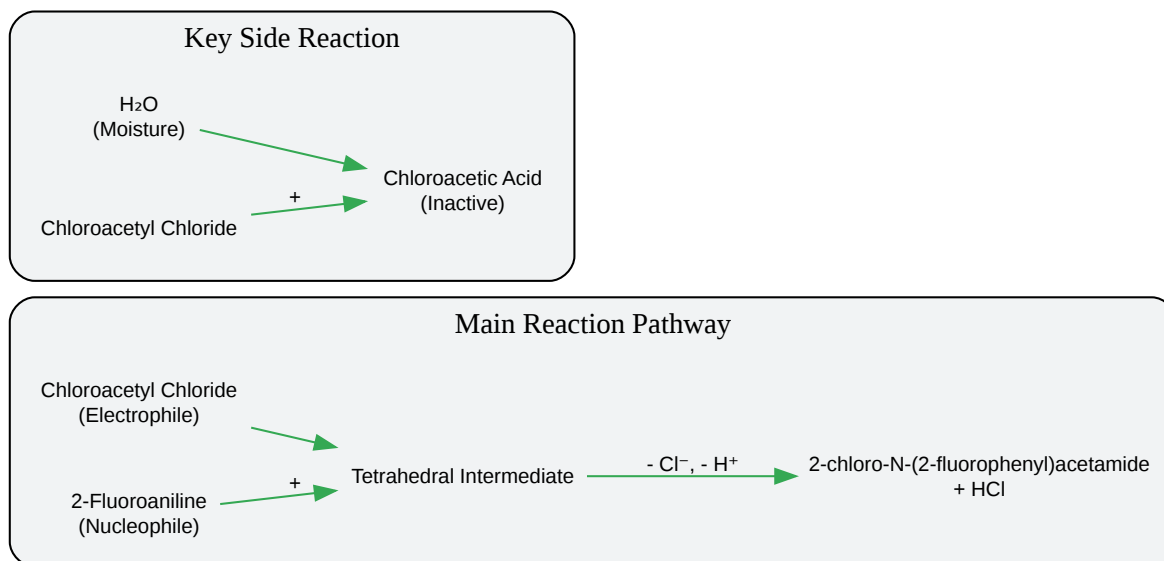 Key Side Reaction
H₂O
(Moisture)
Chloroacetic Acid
(Inactive)
+
Chloroacetyl Chloride
Main Reaction Pathway
Chloroacetyl Chloride
(Electrophile)
2-Fluoroaniline
(Nucleophile)
+
Tetrahedral Intermediate
- Cl⁻, - H⁺
2-chloro-N-(2-fluorophenyl)acetamide
+ HCl